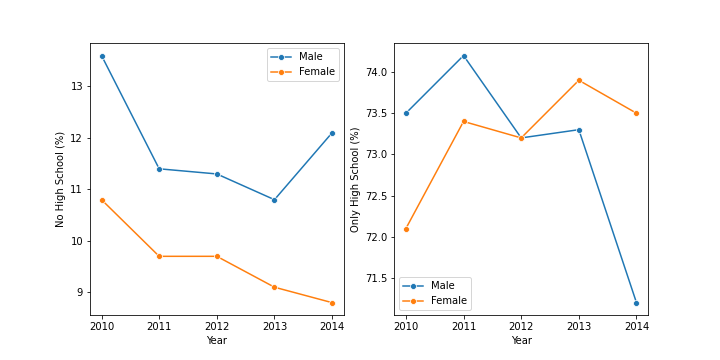 No High School (%)
13
12
11
10
9
Male
Female
2010 2011 2012 2013 2014
Year
Only High School (%)
74.0
73.5
73.0
72.5
72.0
71.5
Male
Female
2010 2011 2012 2013 2014
Year